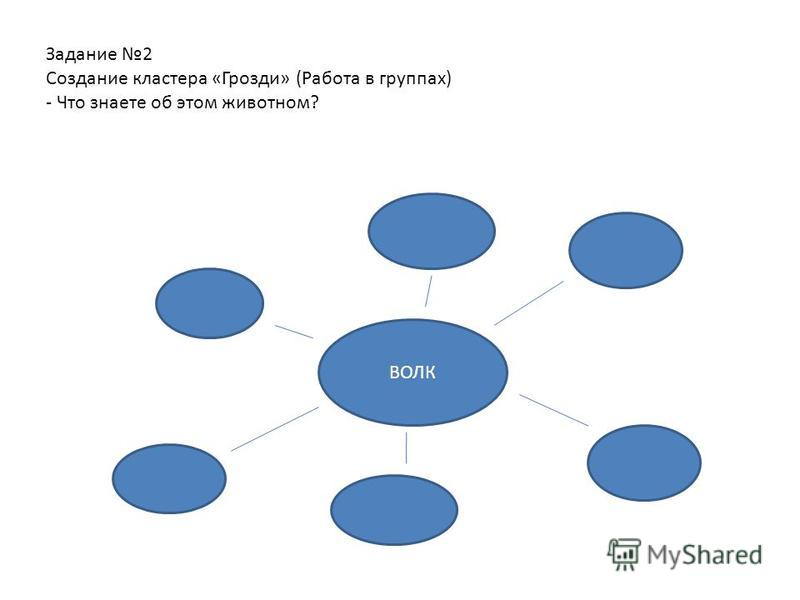 Задание №2
Создание кластера «Грозди» (Работа в группах)
- Что знаете об этом животном?
ВОЛК
MyShared